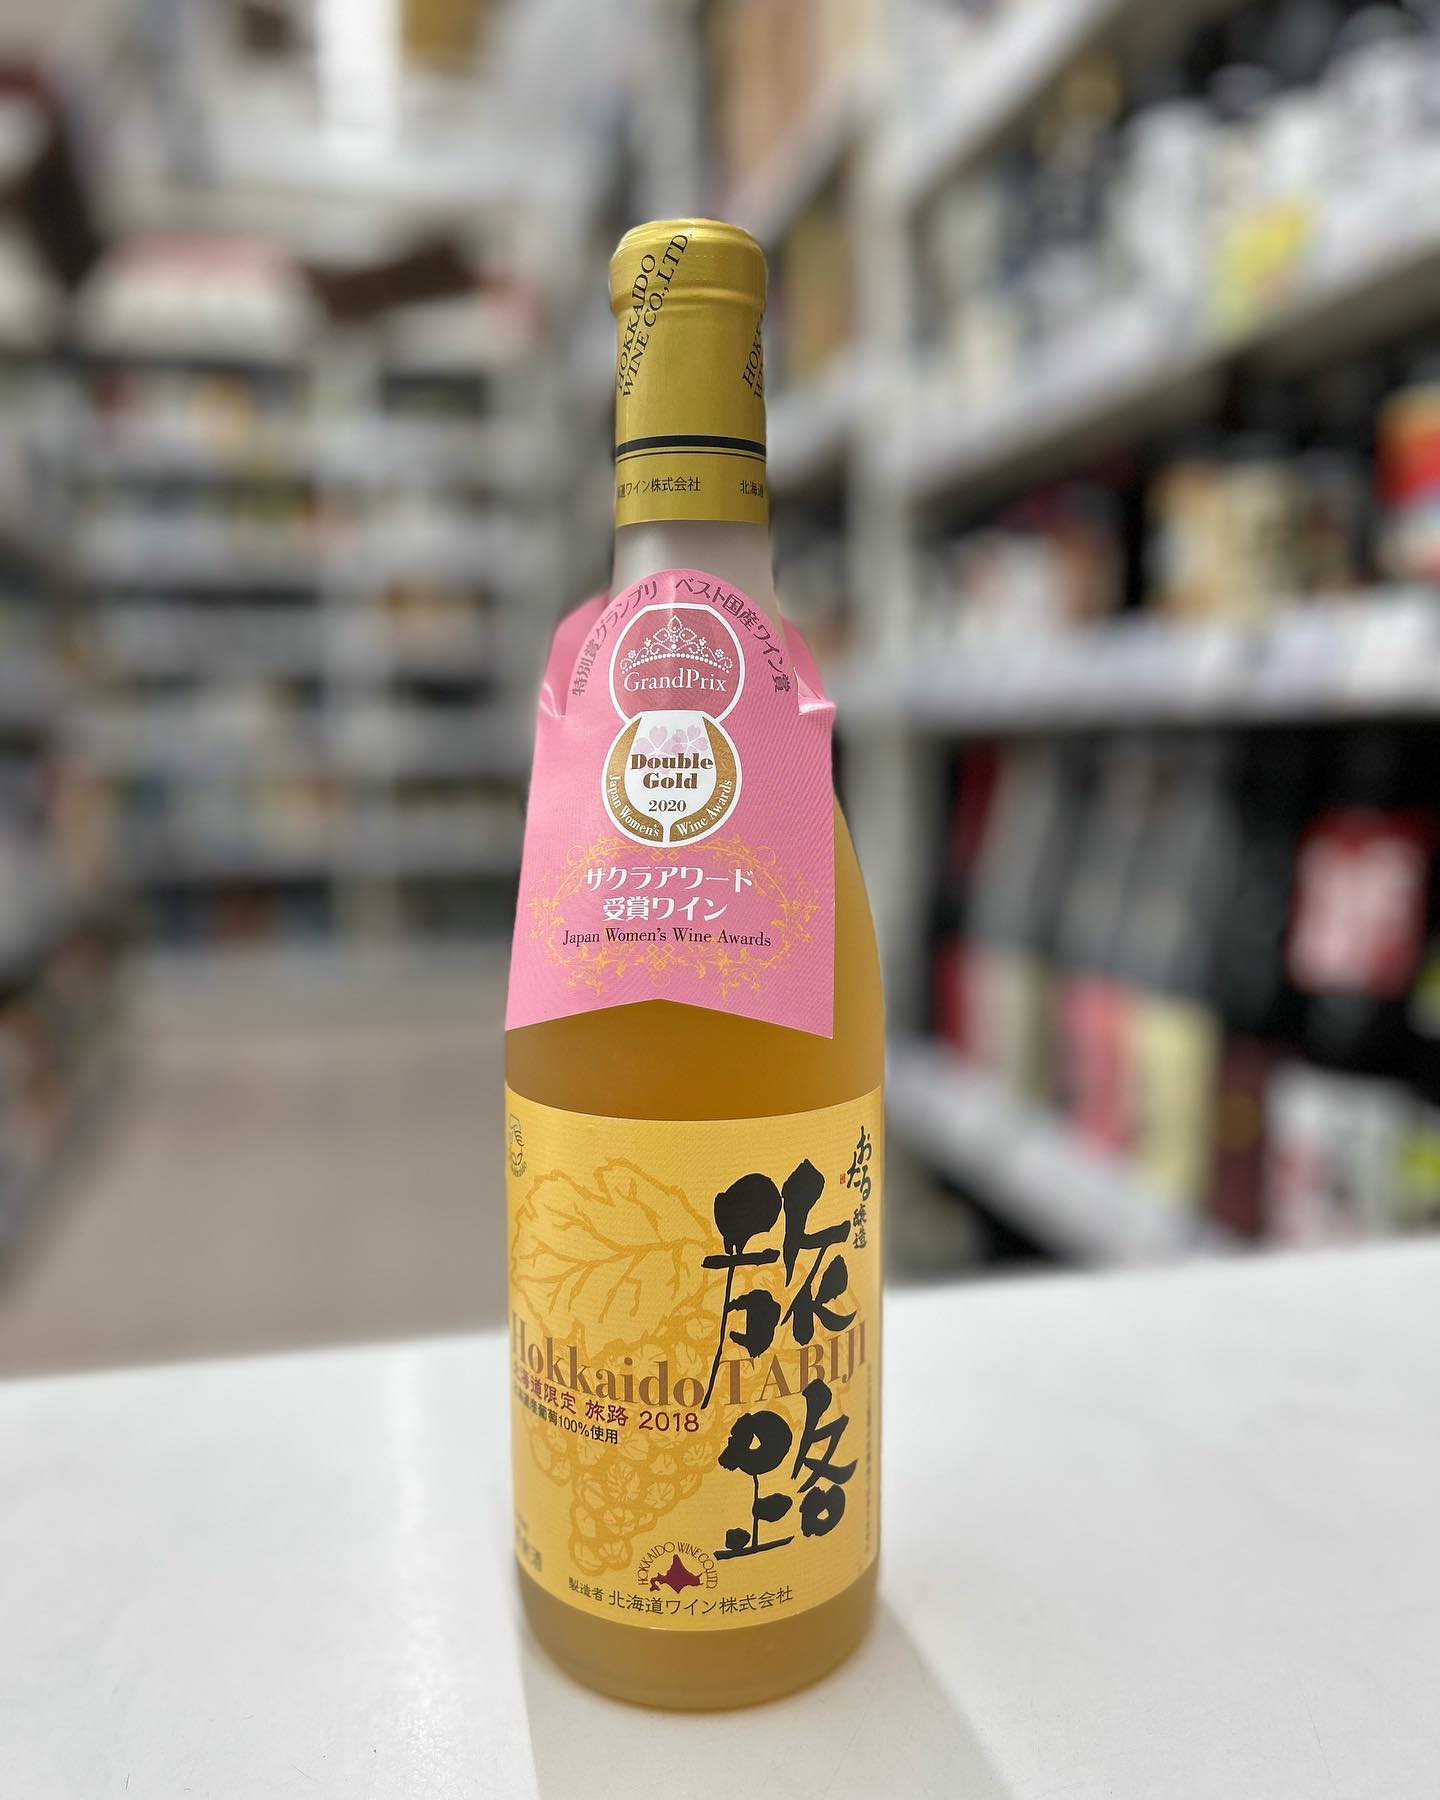 HOKKAIDO
WINE CO.,LTD
道ワイン株式会社
北海道
特別賞グランプリ ベスト国産ワイン賞
GrandPrix
Double
Gold
2020
Japan Women's Wine Awards
サクラアワード
受賞ワイン
Japan Women's Wine Awards
おたる醸造
旅路
Hokkaido TABIJI
北海道限定 旅路 2018
北海道産葡萄100%使用
HOKKAIDO WINE CO.LTD
製造者 北海道ワイン株式会社